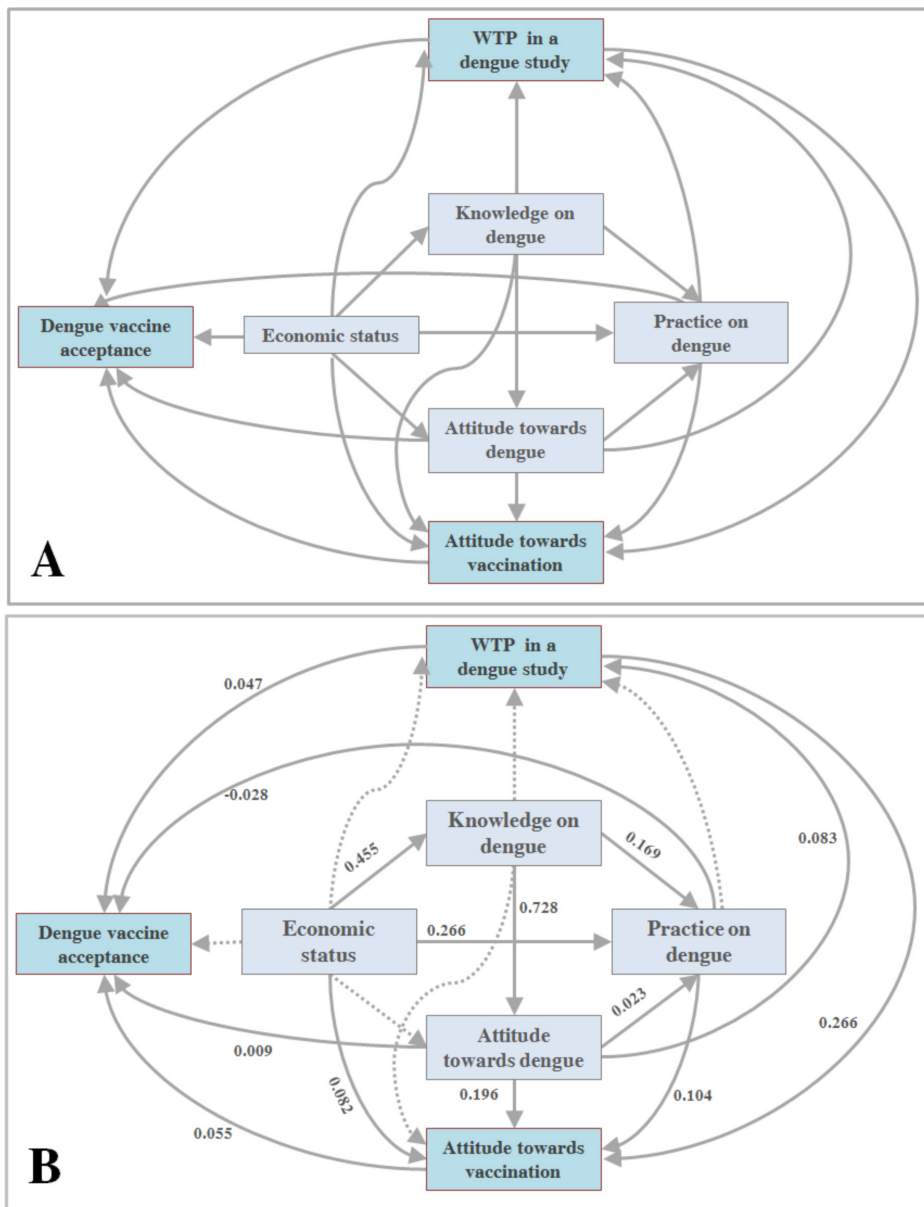 WTP in a
dengue study
Knowledge on
dengue
Dengue vaccine
acceptance
Economic status
Practice on
dengue
Attitude towards
dengue
Attitude towards
vaccination
A
WTP in a
dengue study
0.047
-0.028
Knowledge on
dengue
0.455
0.169
0.083
0.728
Dengue vaccine
acceptance
Economic
status
0.266
Practice on
dengue
0.023
0.266
Attitude
towards dengue
0.009
0.082
0.196
0.104
0.055
Attitude towards
vaccination
B